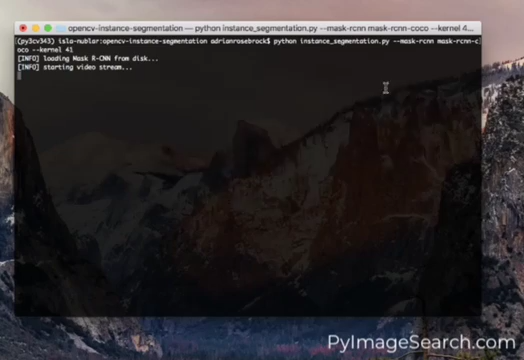 opencv-instance-segmentation — python instance_segmentation.py --mask-rcnn mask-rcnn-coco --kernel 4...
(py3cv343) isla-nublar:opencv-instance-segmentation adrianrosebrock$ python instance_segmentation.py --mask-rcnn mask-rcnn-c
oco --kernel 41
[INFO] loading Mask R-CNN from disk...
[INFO] starting video stream...
PyImageSearch.com